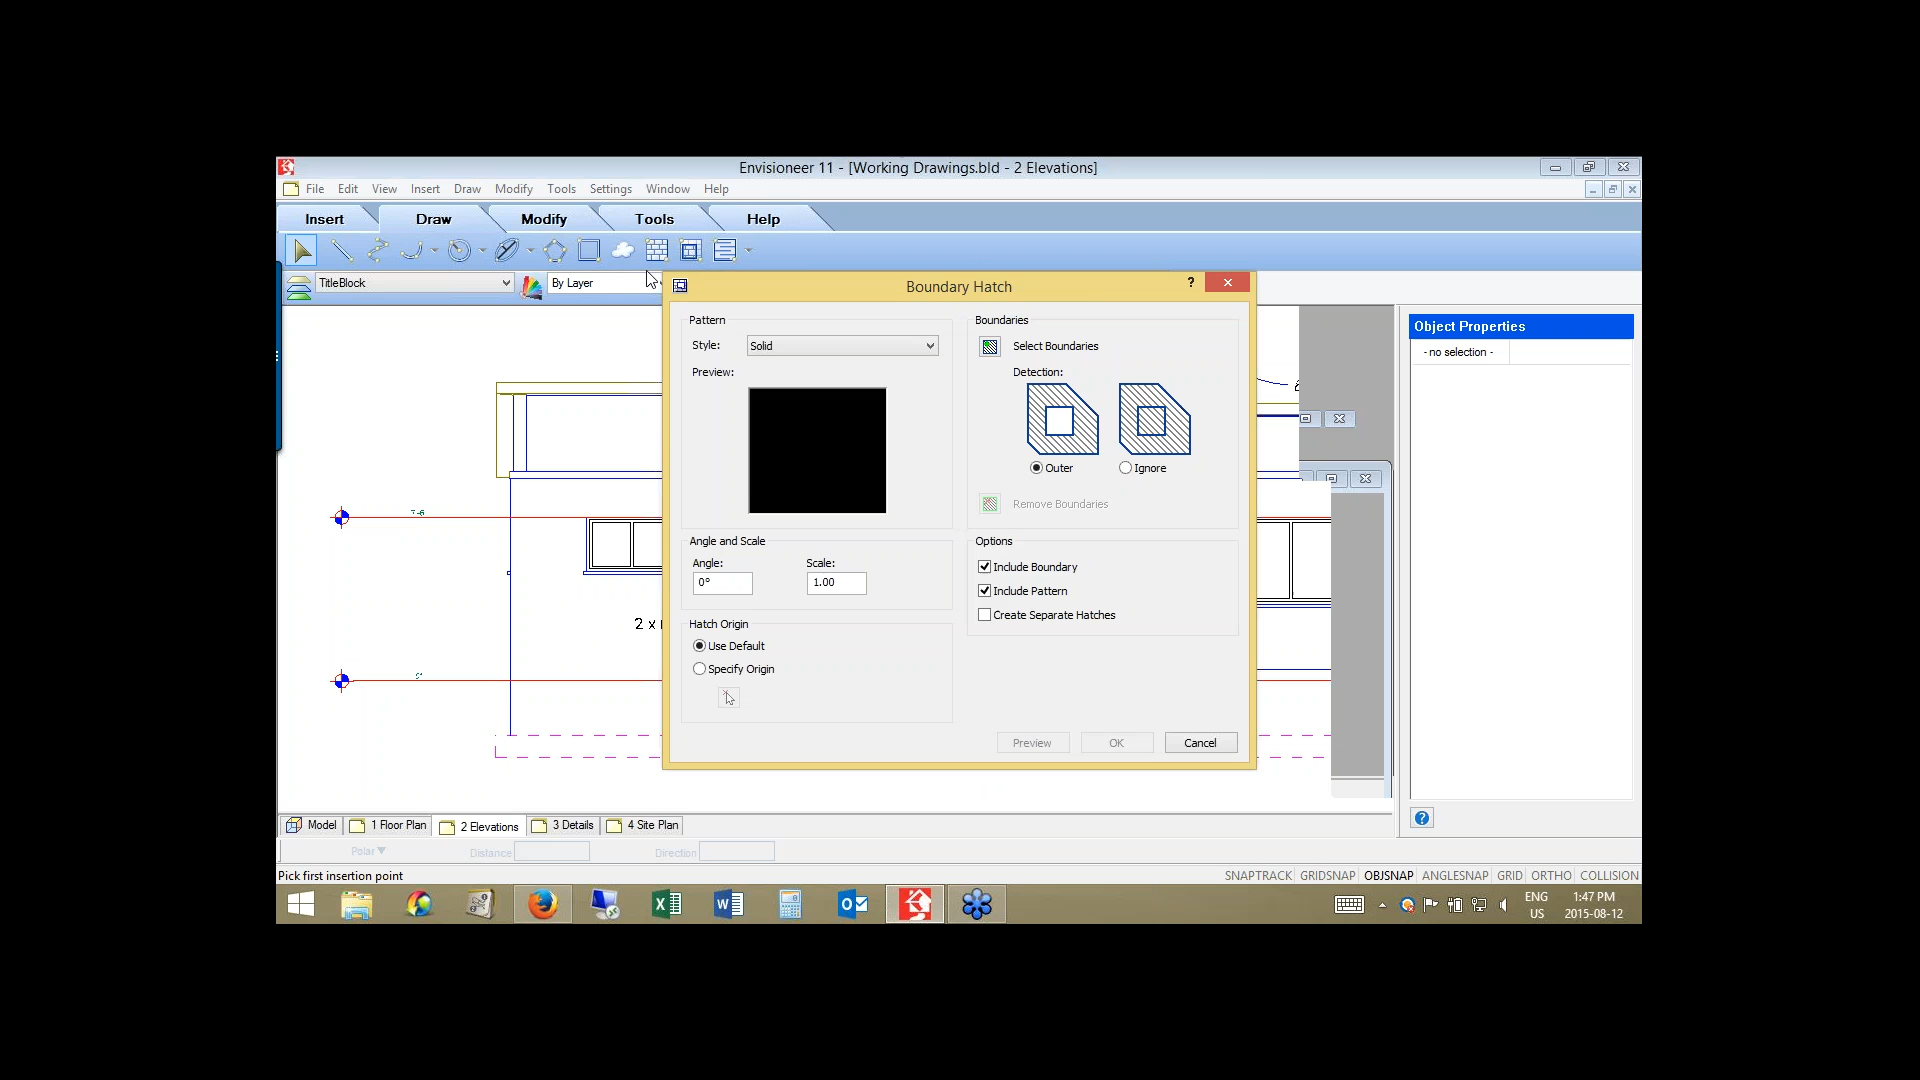 Envisioneer 11 - [Working Drawings.bld - 2 Elevations]
File Edit View Insert Draw Modify Tools Settings Window Help
Insert Draw Modify Tools Help
TitleBlock By Layer
Boundary Hatch ?
Pattern
Style: Solid
Preview:
Angle and Scale
Angle: Scale:
0° 1.00
Hatch Origin
Use Default
Specify Origin
Boundaries
Select Boundaries
Detection:
Outer Ignore
Remove Boundaries
Options
Include Boundary
Include Pattern
Create Separate Hatches
Preview OK Cancel
Object Properties
- no selection -
7'-6
2 x
Model 1 Floor Plan 2 Elevations 3 Details 4 Site Plan
Polar Distance Direction
Pick first insertion point
SNAPTRACK GRIDSNAP OBJSNAP ANGLESNAP GRID ORTHO COLLISION
ENG 1:47 PM
US 2015-08-12